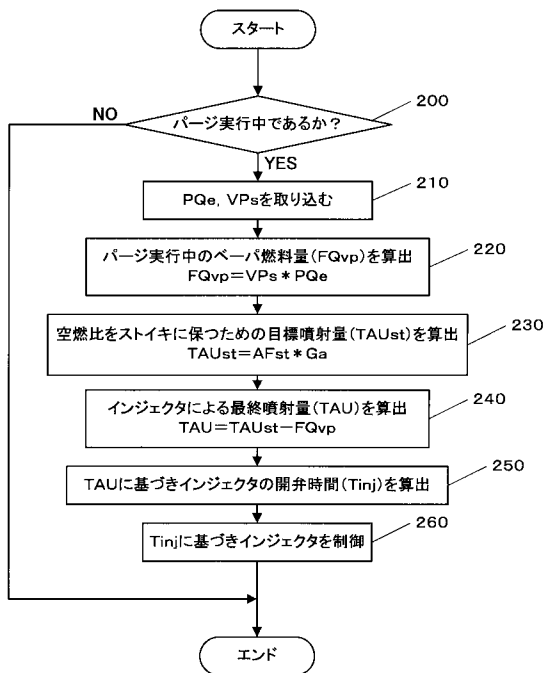 スタート
200
パージ実行中であるか？
NO
YES
210
PQe, VPsを取り込む
220
パージ実行中のベーパ燃料量(FQvp)を算出
FQvp=VPs*PQe
230
空燃比をストイキに保つための目標噴射量(TAUst)を算出
TAUst=AFst*Ga
240
インジェクタによる最終噴射量(TAU)を算出
TAU=TAUst－FQvp
250
TAUに基づきインジェクタの開弁時間(Tinj)を算出
260
Tinjに基づきインジェクタを制御
エンド